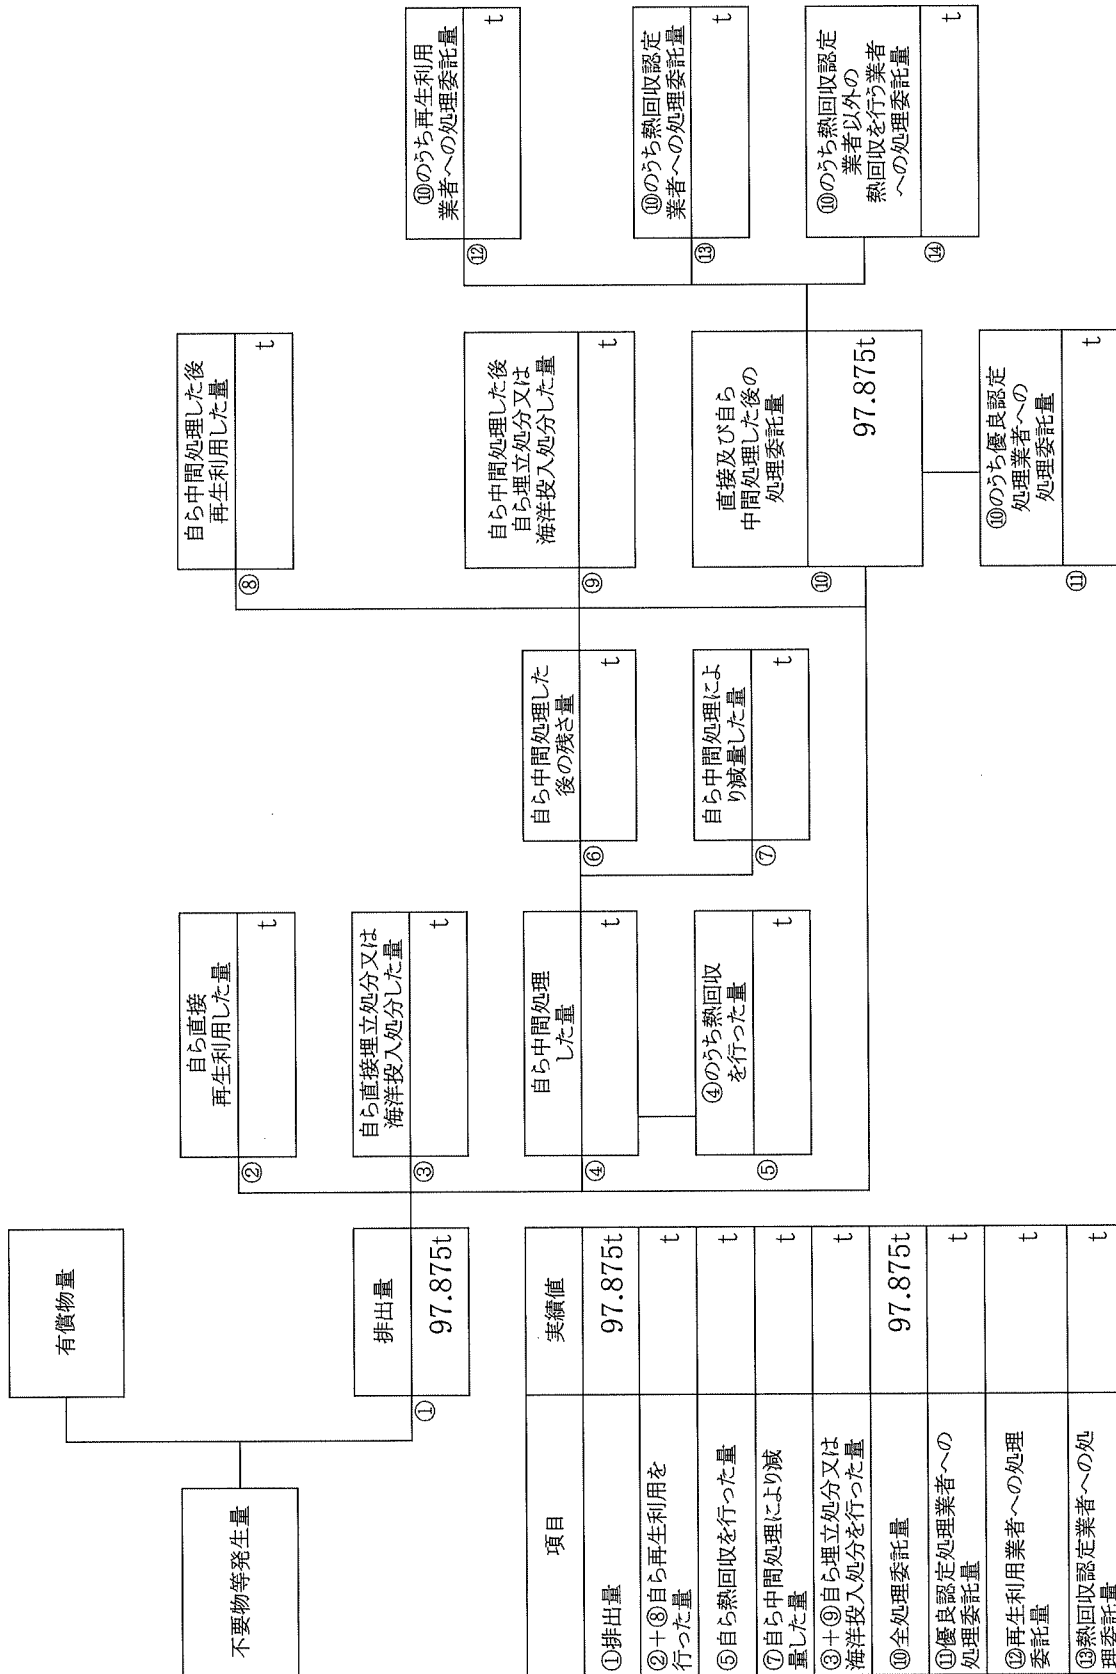 不要物等発生量
有償物量
排出量
①
97.875t
自ら直接
再生利用した量
②
t
自ら直接埋立処分又は
海洋投入処分した量
③
t
自ら中間処理
した量
④
t
④のうち熱回収
を行った量
⑤
t
自ら中間処理した
後の残さ量
⑥
t
自ら中間処理によ
り減量した量
⑦
t
自ら中間処理した後
再生利用した量
⑧
t
自ら中間処理した後
自ら埋立処分又は
海洋投入処分した量
⑨
t
直接及び自ら
中間処理した後の
処理委託量
⑩
97.875t
⑩のうち優良認定
処理業者への
処理委託量
⑪
t
⑩のうち再生利用
業者への処理委託量
⑫
t
⑩のうち熱回収認定
業者への処理委託量
⑬
t
⑩のうち熱回収認定
業者以外の
熱回収を行う業者
への処理委託量
⑭
t
項目
実績値
①排出量
97.875t
②+⑧自ら再生利用を
行った量
t
⑤自ら熱回収を行った量
t
⑦自ら中間処理により減
量した量
t
③+⑨自ら埋立処分又は
海洋投入処分を行った量
t
⑩全処理委託量
97.875t
⑪優良認定処理業者への
処理委託量
t
⑫再生利用業者への処理
委託量
t
⑬熱回収認定業者への処
理委託量
t